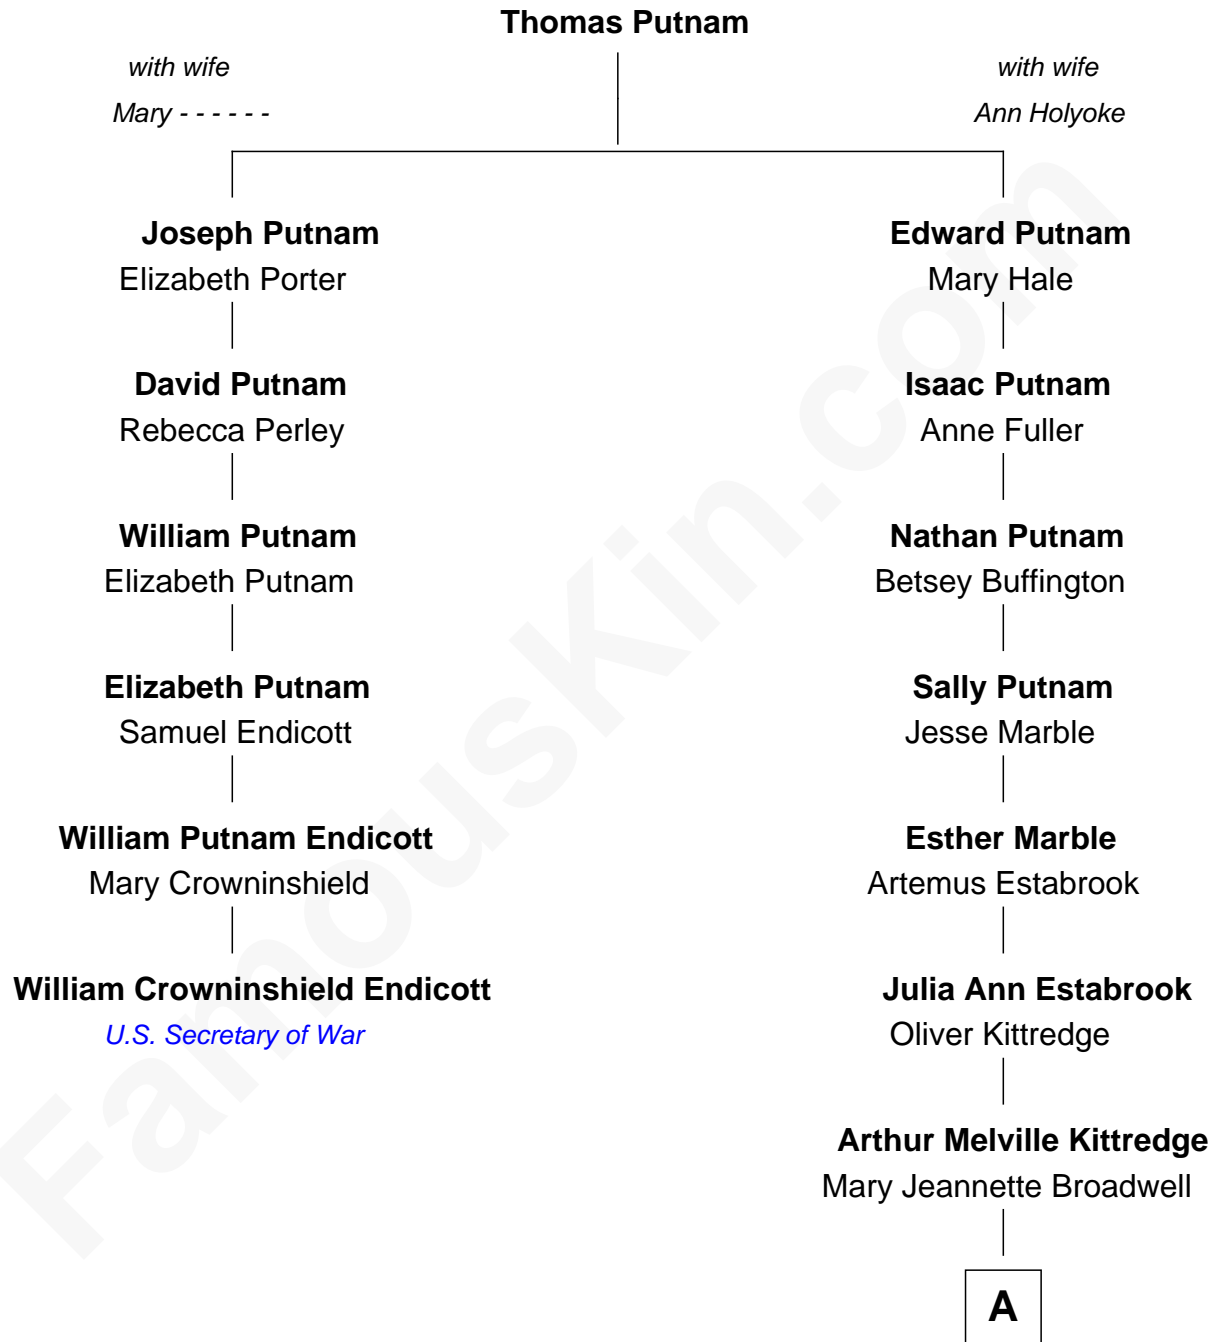 Thomas Putnam
with wife
Mary - - - - - -
with wife
Ann Holyoke
Joseph Putnam
Elizabeth Porter
Edward Putnam
Mary Hale
David Putnam
Rebecca Perley
Isaac Putnam
Anne Fuller
William Putnam
Elizabeth Putnam
Nathan Putnam
Betsey Buffington
Elizabeth Putnam
Samuel Endicott
Sally Putnam
Jesse Marble
William Putnam Endicott
Mary Crowninshield
Esther Marble
Artemus Estabrook
William Crowninshield Endicott
U.S. Secretary of War
Julia Ann Estabrook
Oliver Kittredge
Arthur Melville Kittredge
Mary Jeannette Broadwell
A
FamousKin.com